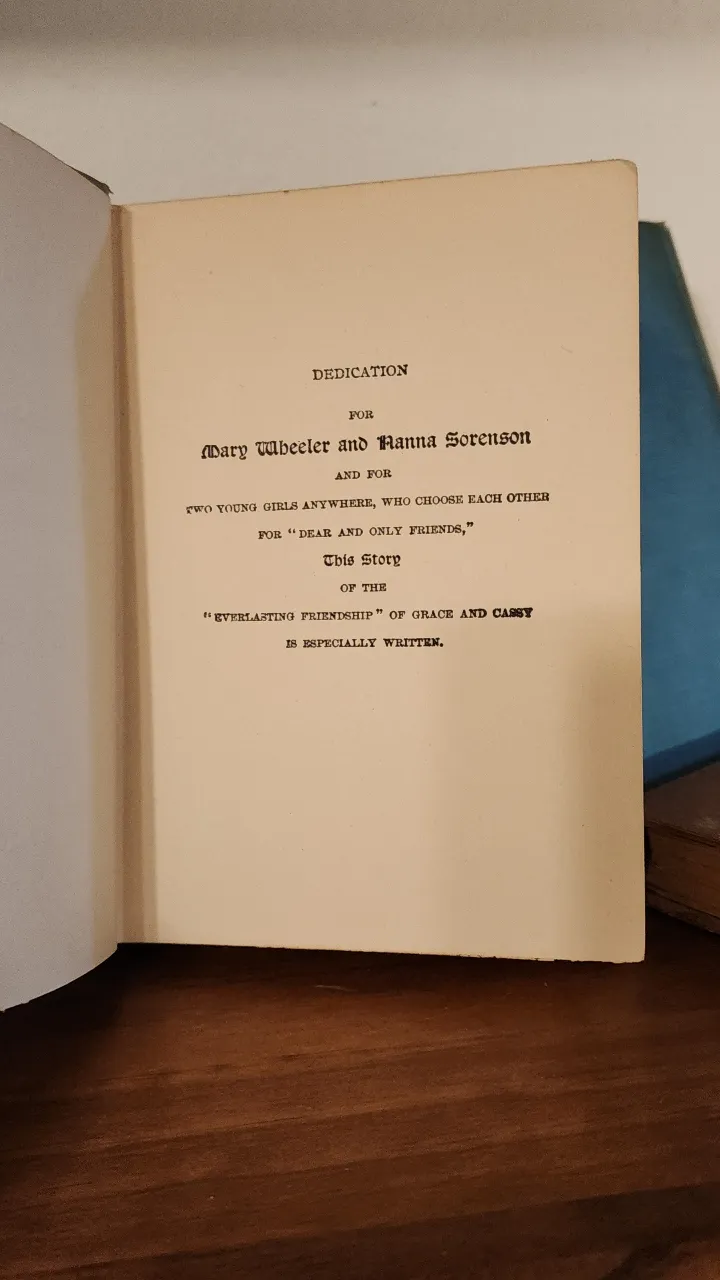 DEDICATION
FOR
Mary Wheeler and Hanna Sorenson
AND FOR
TWO YOUNG GIRLS ANYWHERE, WHO CHOOSE EACH OTHER
FOR “DEAR AND ONLY FRIENDS,”
This Story
OF THE
“EVERLASTING FRIENDSHIP” OF GRACE AND CASSY
IS ESPECIALLY WRITTEN.